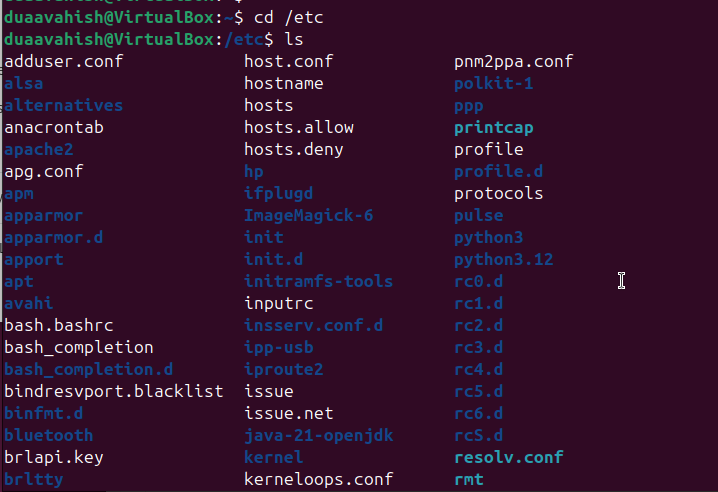 duaavahish@VirtualBox:~$ cd /etc
duaavahish@VirtualBox:/etc$ ls
adduser.conf host.conf pnm2ppa.conf
alsa hostname polkit-1
alternatives hosts ppp
anacrontab hosts.allow printcap
apache2 hosts.deny profile
apg.conf hp profile.d
apm ifplugd protocols
apparmor ImageMagick-6 pulse
apparmor.d init python3
apport init.d python3.12
apt initramfs-tools rc0.d
avahi inputrc rc1.d
bash.bashrc insserv.conf.d rc2.d
bash_completion ipp-usb rc3.d
bash_completion.d iproute2 rc4.d
bindresvport.blacklist issue rc5.d
binfmt.d issue.net rc6.d
bluetooth java-21-openjdk rcS.d
brlapi.key kernel resolv.conf
brltty kerneloops.conf rmt